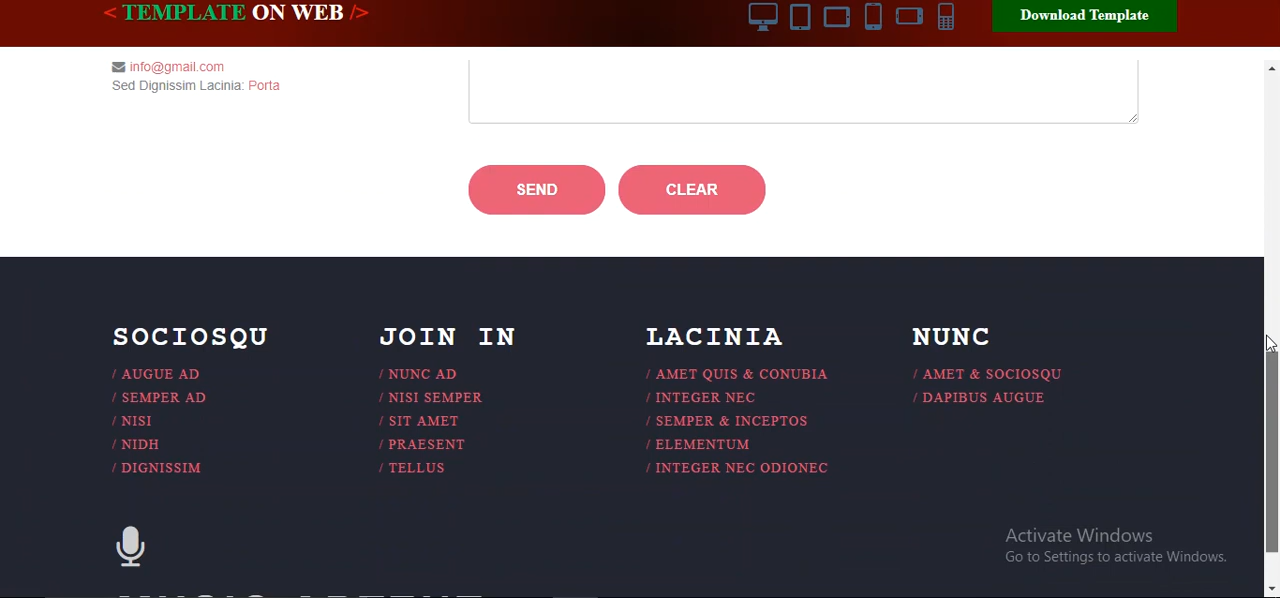 < TEMPLATE ON WEB />
Download Template
info@gmail.com
Sed Dignissim Lacinia: Porta
SEND
CLEAR
SOCIOSQU
/ AUGUE AD
/ SEMPER AD
/ NISI
/ NIDH
/ DIGNISSIM
JOIN IN
/ NUNC AD
/ NISI SEMPER
/ SIT AMET
/ PRAESENT
/ TELLUS
LACINIA
/ AMET QUIS & CONUBIA
/ INTEGER NEC
/ SEMPER & INCEPTOS
/ ELEMENTUM
/ INTEGER NEC ODIONEC
NUNC
/ AMET & SOCIOSQU
/ DAPIBUS AUGUE
Activate Windows
Go to Settings to activate Windows.